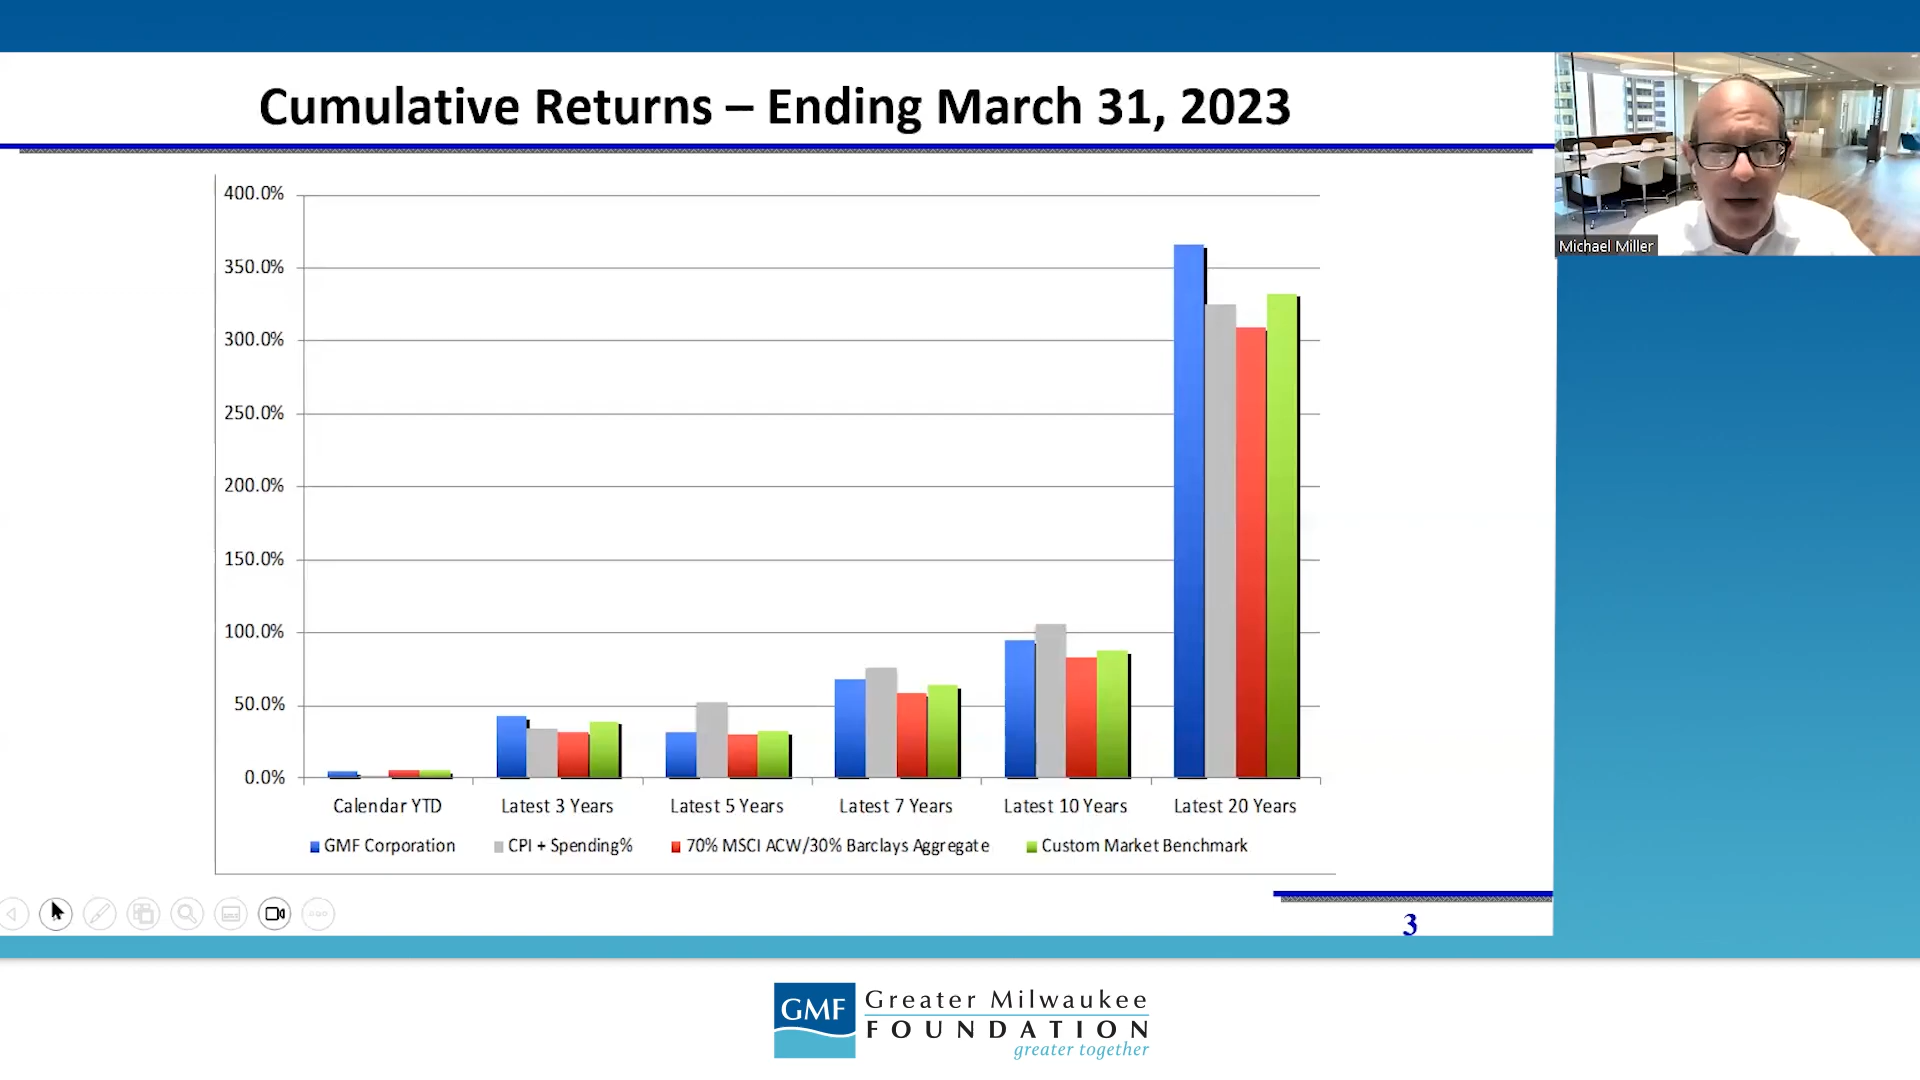 Cumulative Returns – Ending March 31, 2023
Michael Miller
400.0%
350.0%
300.0%
250.0%
200.0%
150.0%
100.0%
50.0%
0.0%
Calendar YTD Latest 3 Years Latest 5 Years Latest 7 Years Latest 10 Years Latest 20 Years
GMF Corporation CPI + Spending% 70% MSCI ACW/30% Barclays Aggregate Custom Market Benchmark
3
GMF
Greater Milwaukee
FOUNDATION
greater together